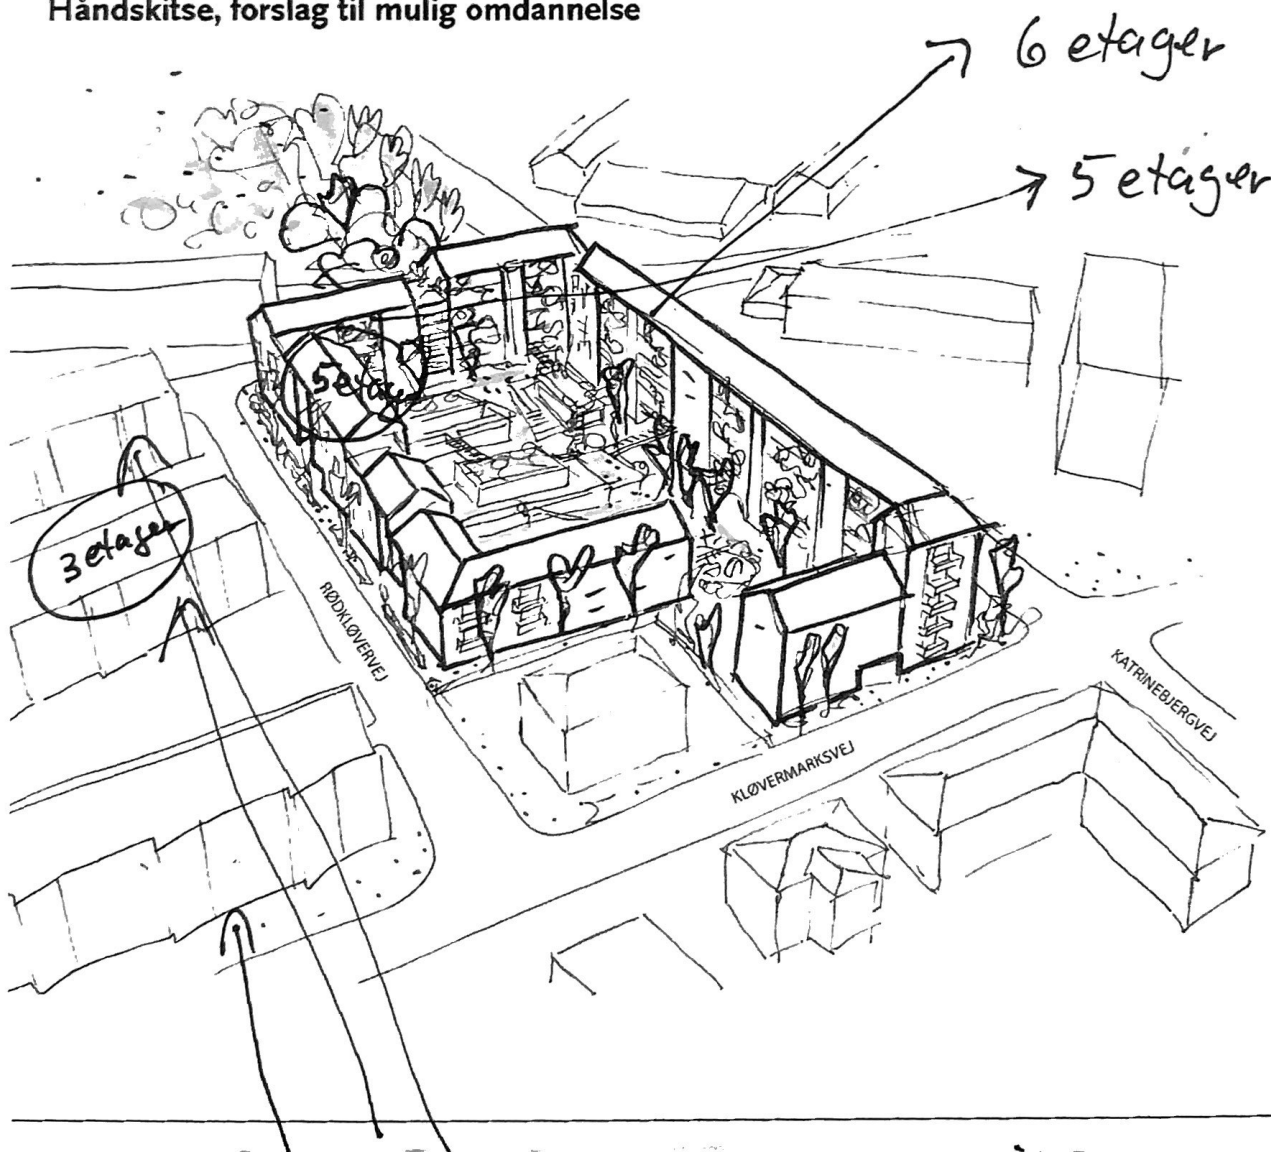 Håndskitse, forslag til mulig omdannelse
6 etager
5 etager
5 etager
3 etager
RØDKLØVERVEJ
KATRINEBJERGVEJ
KLØVERMARKSVEJ